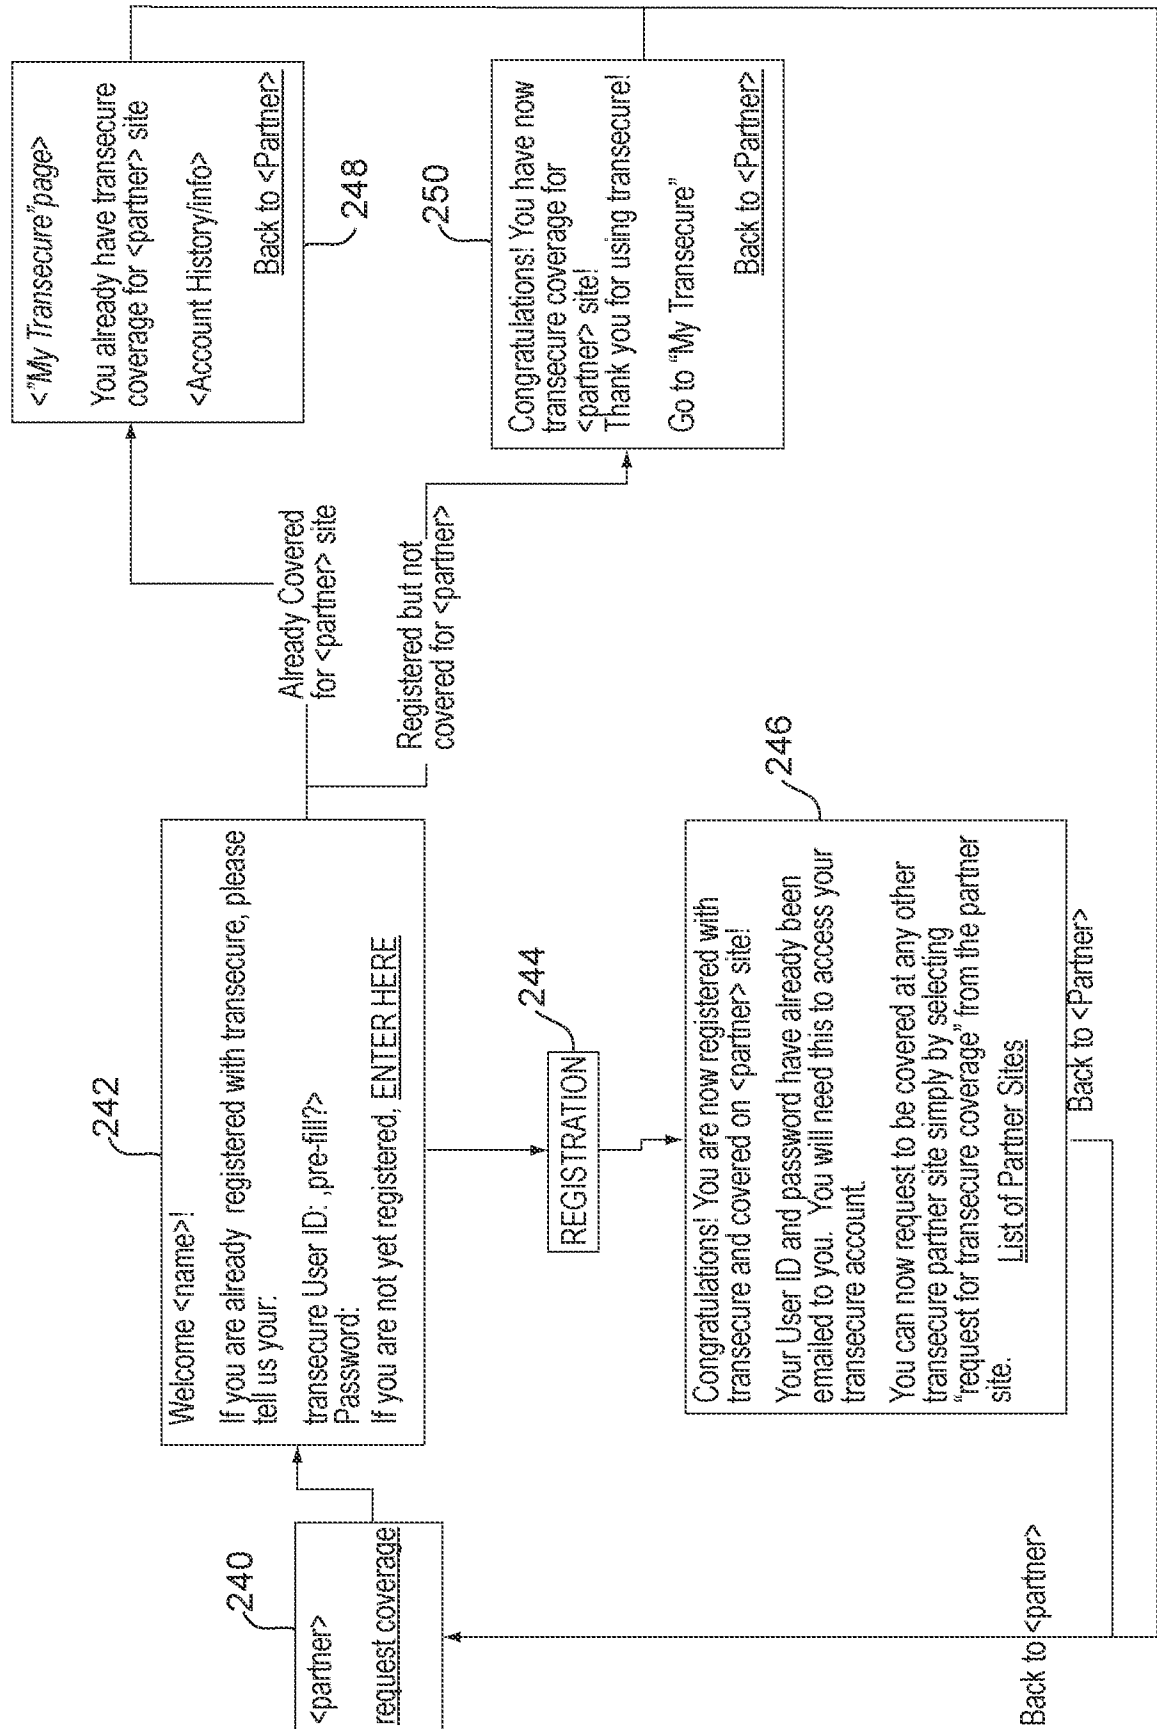 240
<partner>
request coverage
242
Welcome <name>!
If you are already registered with transecure, please
tell us your:
transecure User ID: ,pre-fill?>
Password:
If you are not yet registered, ENTER HERE
Already Covered
for <partner> site
Registered but not
covered for <partner>
<"My Transecure"page>
You already have transecure
coverage for <partner> site
<Account History/info>
Back to <Partner>
248
250
Congratulations! You have now
transecure coverage for
<partner> site!
Thank you for using transecure!
Go to “My Transecure”
Back to <Partner>
244
REGISTRATION
246
Congratulations! You are now registered with
transecure and covered on <partner> site!
Your User ID and password have already been
emailed to you. You will need this to access your
transecure account.
You can now request to be covered at any other
transecure partner site simply by selecting
“request for transecure coverage” from the partner
site.
List of Partner Sites
Back to <Partner>
Back to <partner>